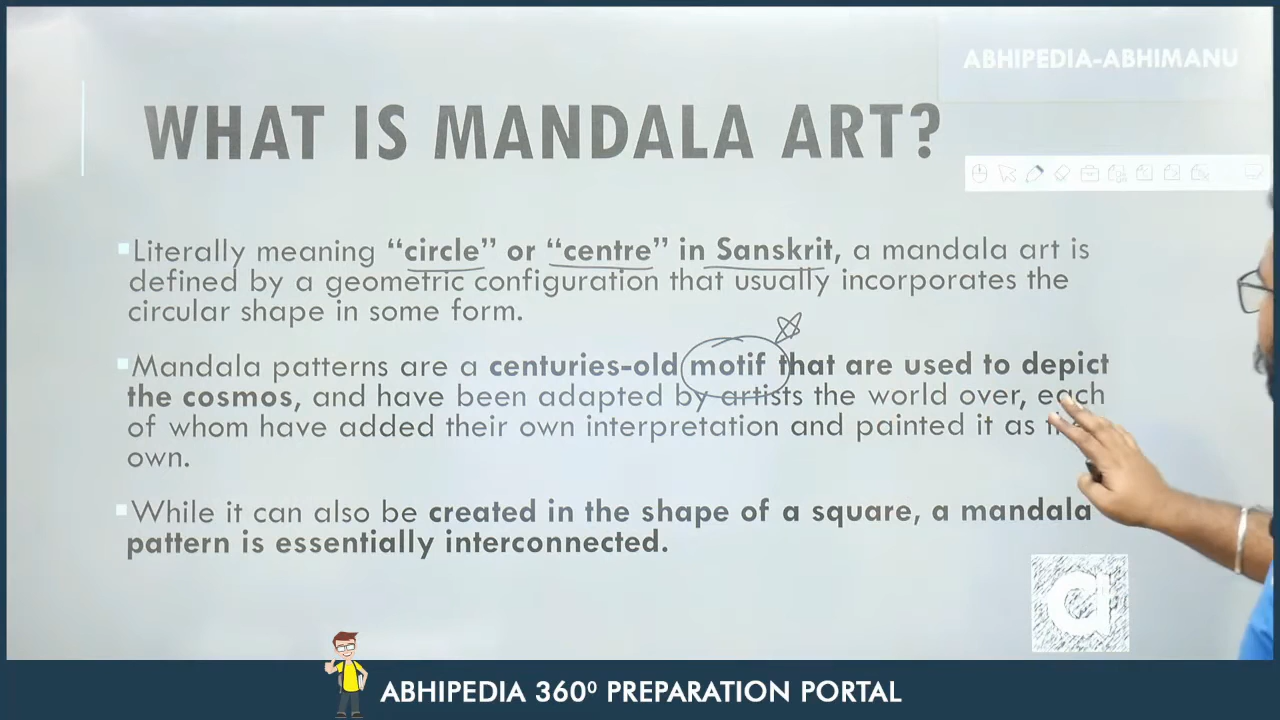 ABHIPEDIA-ABHIMANU
WHAT IS MANDALA ART?
Literally meaning “circle” or “centre” in Sanskrit, a mandala art is
defined by a geometric configuration that usually incorporates the
circular shape in some form.
Mandala patterns are a centuries-old motif that are used to depict
the cosmos, and have been adapted by artists the world over, each
of whom have added their own interpretation and painted it as
own.
While it can also be created in the shape of a square, a mandala
pattern is essentially interconnected.
a
ABHIPEDIA 360⁰ PREPARATION PORTAL